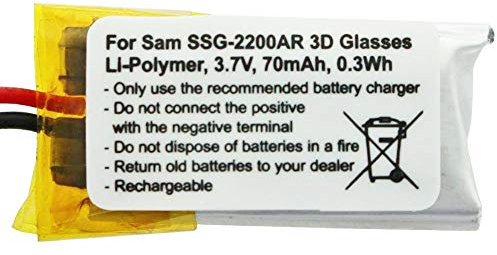 For Sam SSG-2200AR 3D Glasses
Li-Polymer, 3.7V, 70mAh, 0.3Wh
- Only use the recommended battery charger
- Do not connect the positive
with the negative terminal
- Do not dispose of batteries in a fire
- Return old batteries to your dealer
- Rechargeable